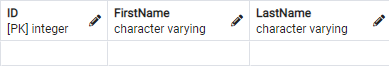 ID FirstName LastName
[PK] integer character varying character varying